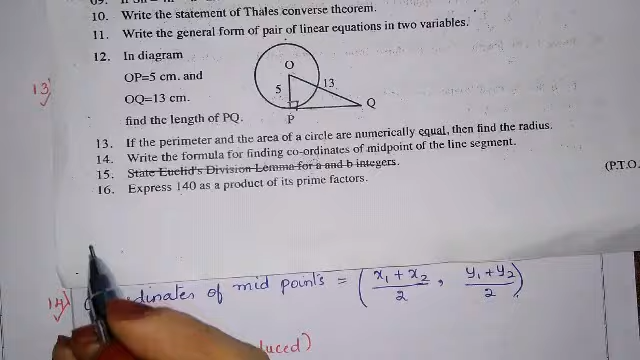 10. Write the statement of Thales converse theorem.
11. Write the general form of pair of linear equations in two variables.
12. In diagram
OP=5 cm. and
OQ=13 cm.
find the length of PQ.
O
5
13
P
Q
13)
13. If the perimeter and the area of a circle are numerically equal, then find the radius.
14. Write the formula for finding co-ordinates of midpoint of the line segment.
15. State Euclid's Division Lemma for a and b integers.
16. Express 140 as a product of its prime factors.
(P.T.O.
14) of mid points = (x₁ + x₂ / 2 , y₁ + y₂ / 2)